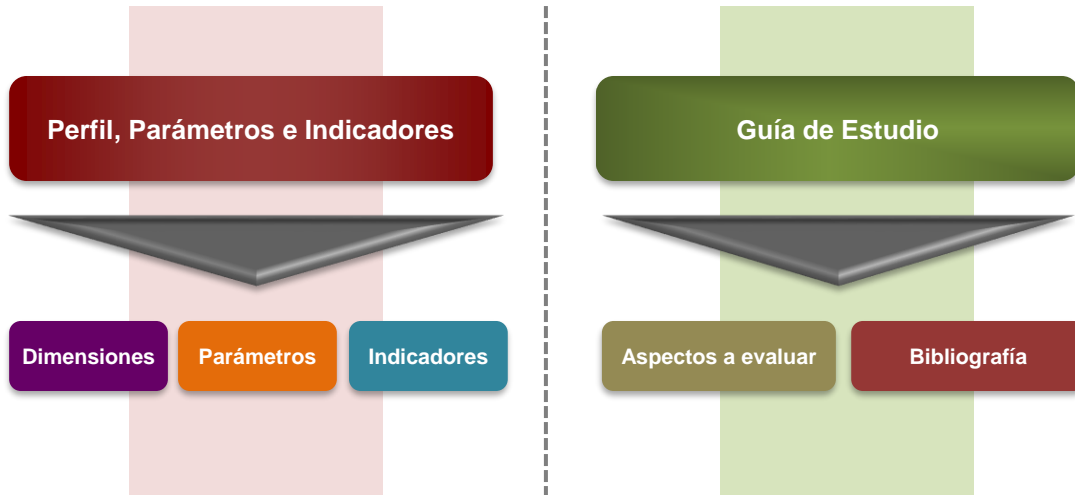 Perfil, Parámetros e Indicadores
Dimensiones
Parámetros
Indicadores
Guía de Estudio
Aspectos a evaluar
Bibliografía